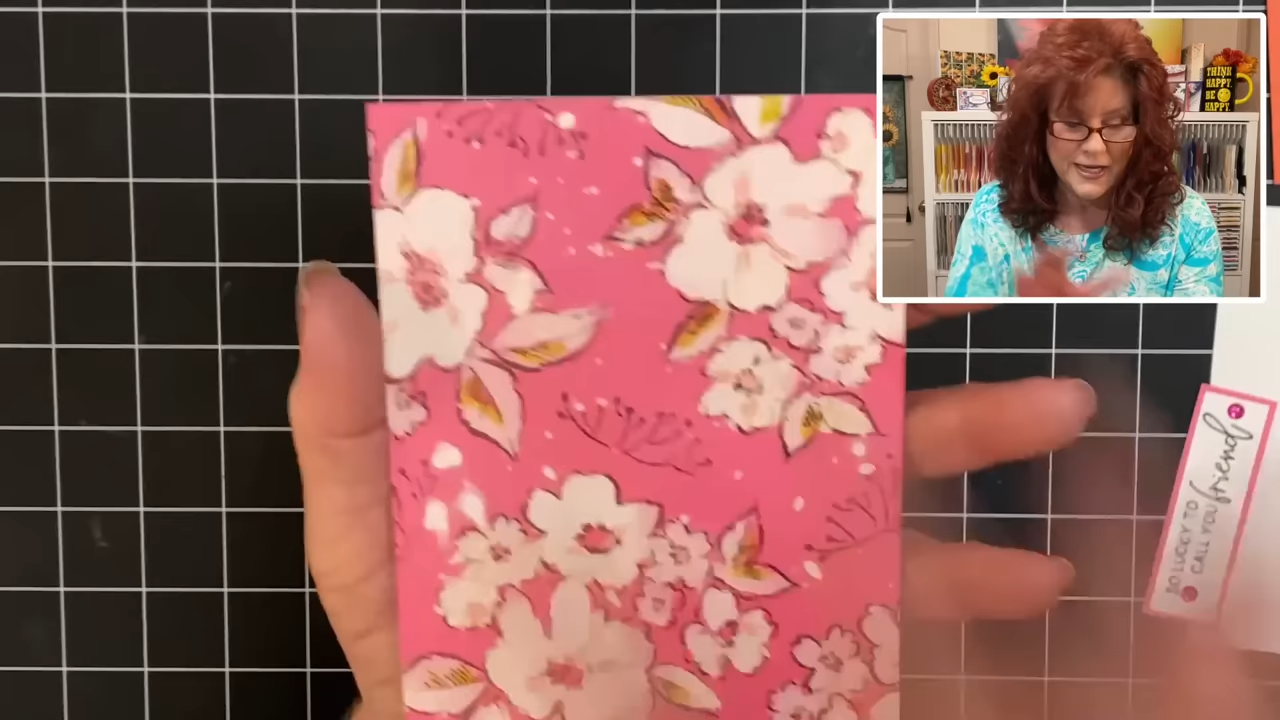 THINK
HAPPY.
BE
HAPPY.
SO LUCKY TO
CALL YOU friend